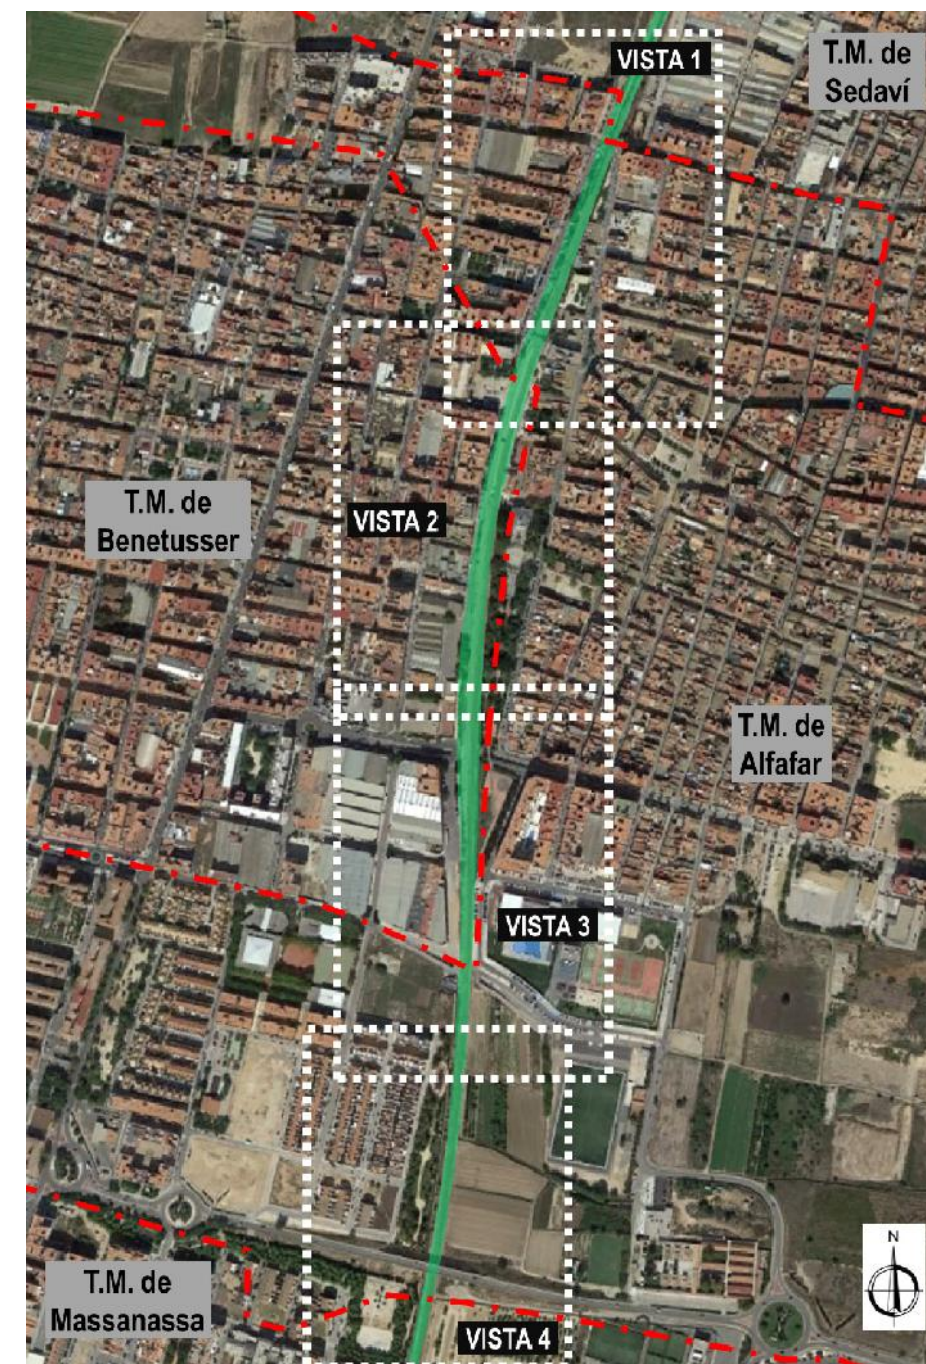 VISTA 1
T.M. de
Sedaví
T.M. de
Benetusser
VISTA 2
T.M. de
Alfafar
VISTA 3
N
T.M. de
Massanassa
VISTA 4